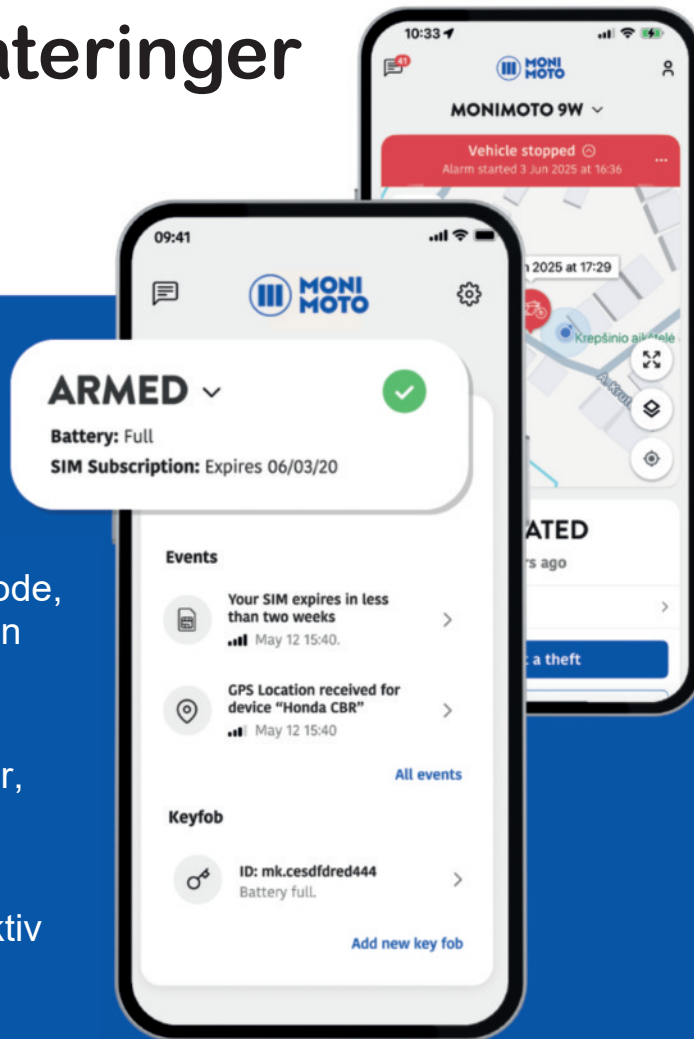 ateringer
10:33
41
MONI
MOTO
MONIMOTO 9W
Vehicle stopped
Alarm started 3 Jun 2025 at 16:36
2025 at 17:29
Krepšinio aikštelė
09:41
MONI
MOTO
ARMED
Battery: Full
SIM Subscription: Expires 06/03/20
ATED
rs ago
t a theft
ode,
n
r,
ktiv
Events
Your SIM expires in less
than two weeks
May 12 15:40.
GPS Location received for
device “Honda CBR”
May 12 15:40
All events
Keyfob
ID: mk.cesdfdred444
Battery full.
Add new key fob